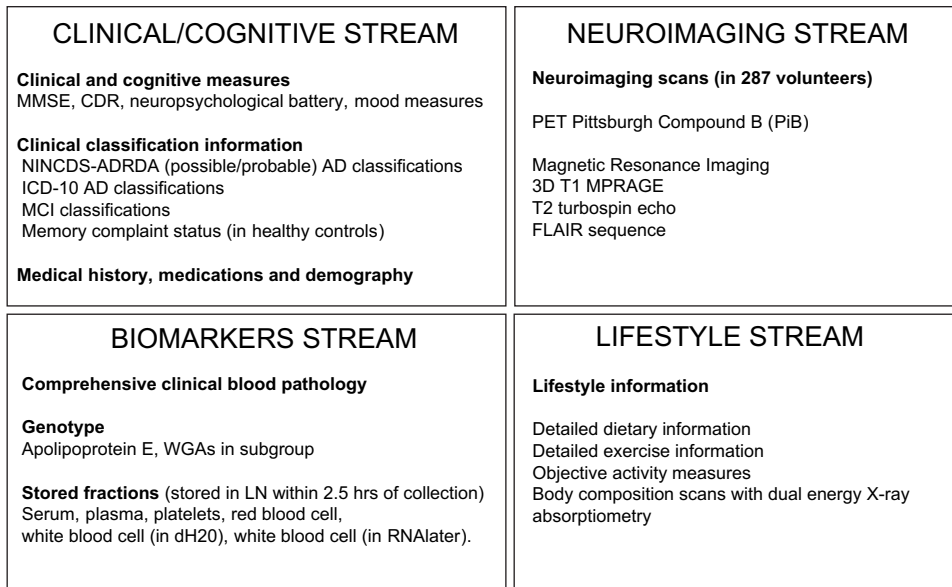 CLINICAL/COGNITIVE STREAM
Clinical and cognitive measures
MMSE, CDR, neuropsychological battery, mood measures
Clinical classification information
NINCDS-ADRDA (possible/probable) AD classifications
ICD-10 AD classifications
MCI classifications
Memory complaint status (in healthy controls)
Medical history, medications and demography
NEUROIMAGING STREAM
Neuroimaging scans (in 287 volunteers)
PET Pittsburgh Compound B (PiB)
Magnetic Resonance Imaging
3D T1 MPRAGE
T2 turbospin echo
FLAIR sequence
BIOMARKERS STREAM
Comprehensive clinical blood pathology
Genotype
Apolipoprotein E, WGAs in subgroup
Stored fractions (stored in LN within 2.5 hrs of collection)
Serum, plasma, platelets, red blood cell,
white blood cell (in dH20), white blood cell (in RNAlater).
LIFESTYLE STREAM
Lifestyle information
Detailed dietary information
Detailed exercise information
Objective activity measures
Body composition scans with dual energy X-ray
absorptiometry